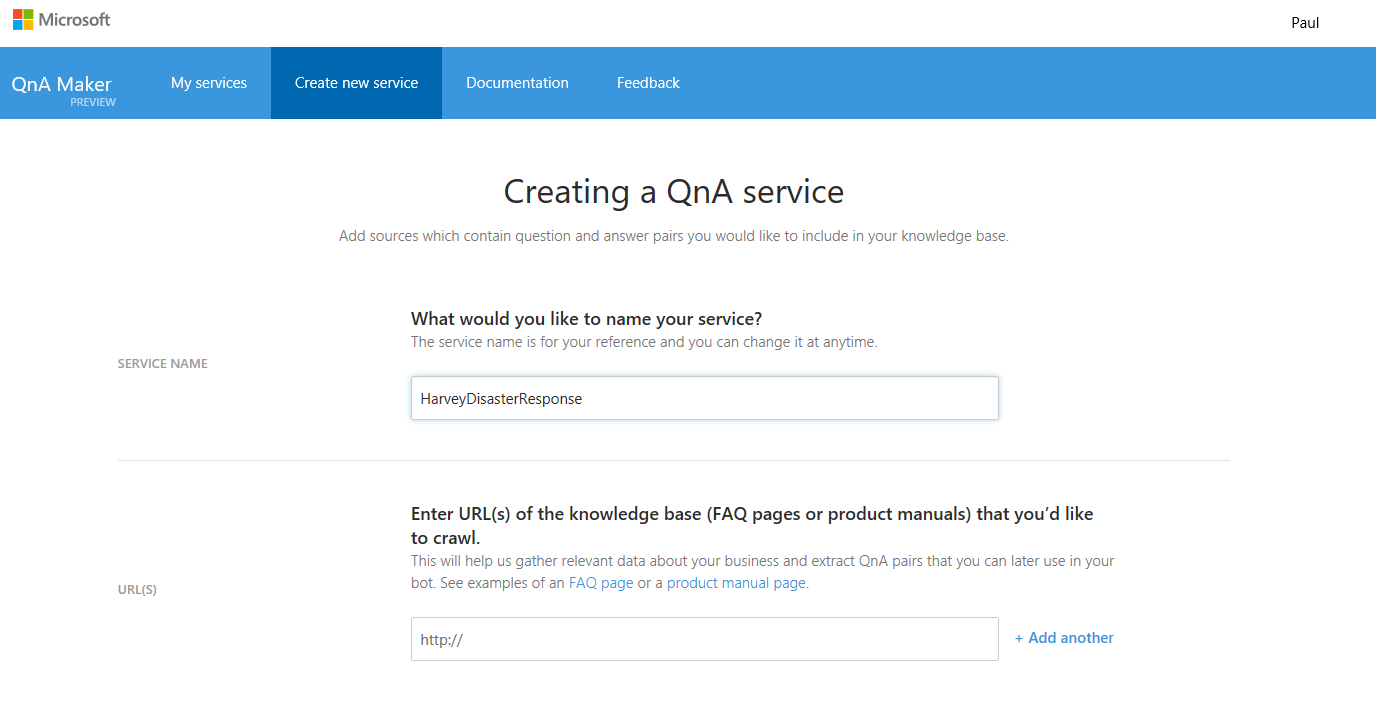 Microsoft
Paul
QnA Maker
PREVIEW
My services
Create new service
Documentation
Feedback
Creating a QnA service
Add sources which contain question and answer pairs you would like to include in your knowledge base.
SERVICE NAME
What would you like to name your service?
The service name is for your reference and you can change it at anytime.
HarveyDisasterResponse
URL(S)
Enter URL(s) of the knowledge base (FAQ pages or product manuals) that you’d like
to crawl.
This will help us gather relevant data about your business and extract QnA pairs that you can later use in your
bot. See examples of an FAQ page or a product manual page.
http://
+ Add another